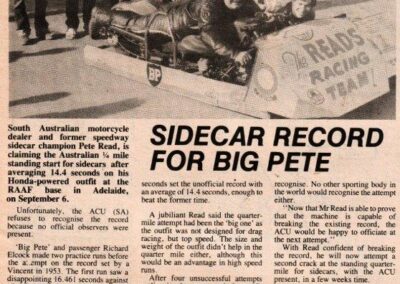 READS
RACING
TEAM
BP
South Australian motorcycle
dealer and former speedway
sidecar champion Pete Read, is
claiming the Australian ¼ mile
standing start for sidecars after
averaging 14.4 seconds on his
Honda-powered outfit at the
RAAF base in Adelaide,
on September 6.
Unfortunately, the ACU (SA)
refuses to recognise the record
because no official observers were
present.
'Big Pete' and passenger Richard
Elcock made two practice runs before
the attempt on the record set by a
Vincent in 1953. The first run saw a
disappointing 16.461 seconds against
SIDECAR RECORD
FOR BIG PETE
seconds set the unofficial record with
an average of 14.4 seconds, enough to
beat the former time.
A jubilant Read said the quarter-
mile attempt had been the 'big one' as
the outfit was not designed for drag
racing, but top speed. The size and
weight of the outfit didn't help in the
quarter mile either, although this
would be an advantage in high speed
runs.
After four unsuccessful attempts
recognise. No other sporting body in
the world would recognise the attempt
either.
"Now that Mr Read is able to prove
that the machine is capable of
breaking the existing record, the ACU
would be happy to officiate at
the next attempt."
With Read confident of breaking
the record, he will now attempt a
second crack at the standing quarter-
mile for sidecars, with the ACU
present, in a few weeks time.